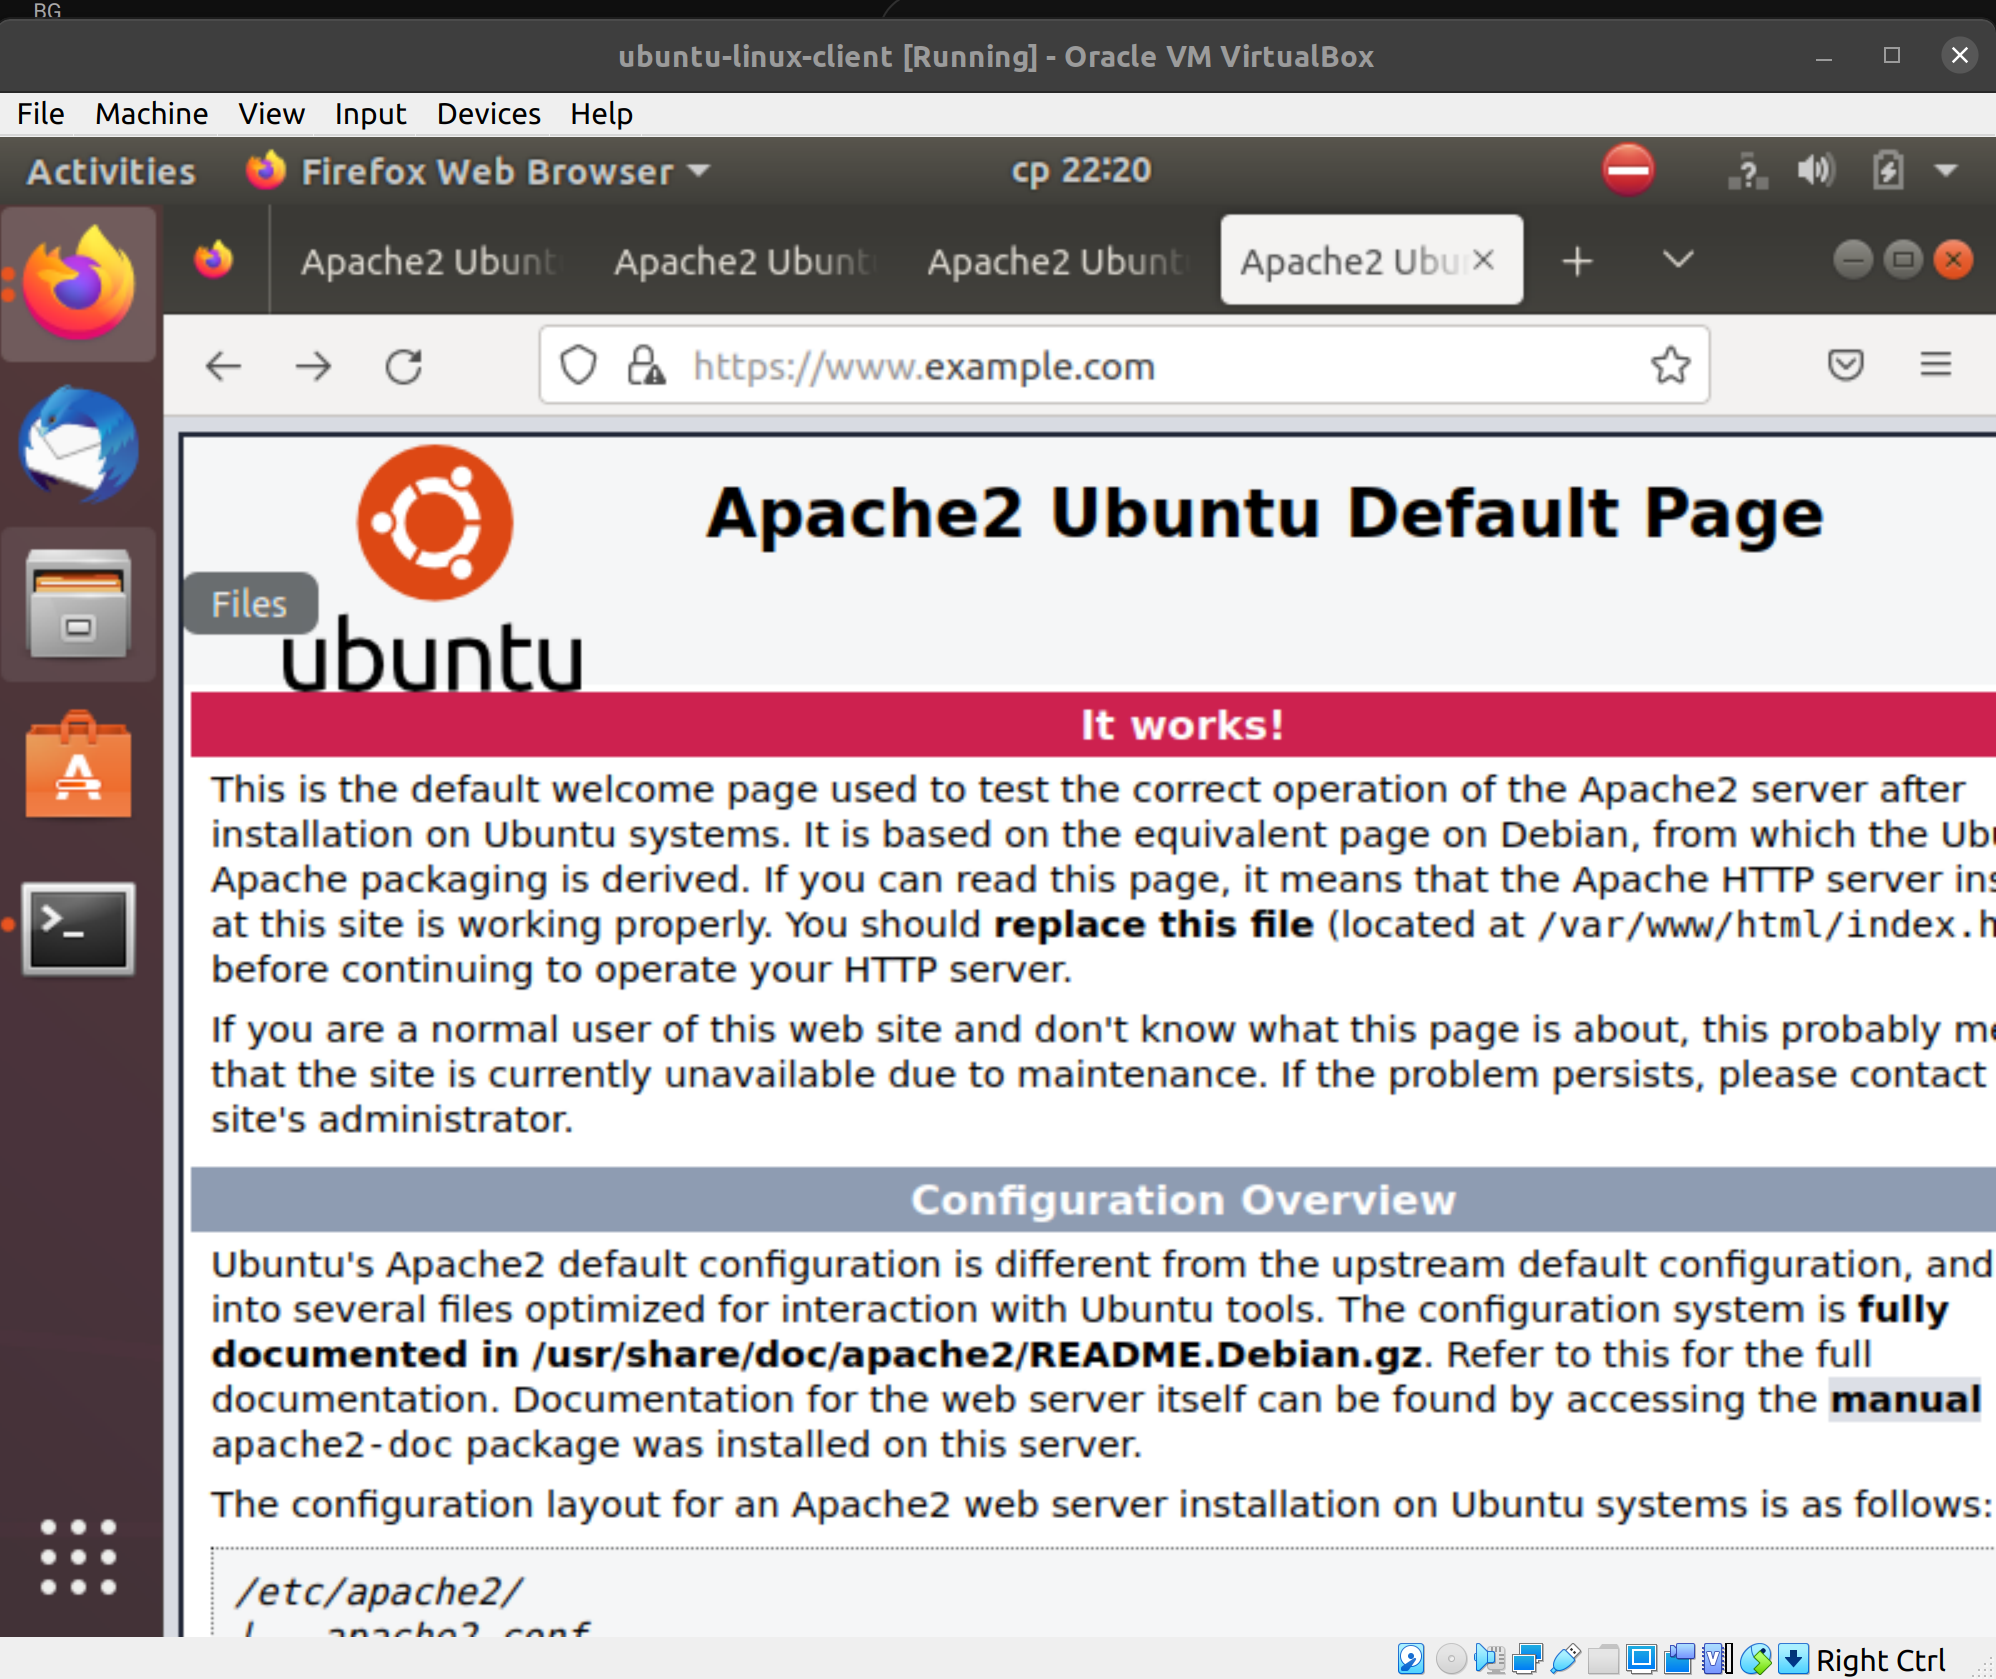 BG
ubuntu-linux-client [Running] - Oracle VM VirtualBox
File Machine View Input Devices Help
Activities Firefox Web Browser ср 22:20
Apache2 Ubunt Apache2 Ubunt Apache2 Ubunt Apache2 Ubun
https://www.example.com
Apache2 Ubuntu Default Page
Files
ubuntu
It works!
This is the default welcome page used to test the correct operation of the Apache2 server after
installation on Ubuntu systems. It is based on the equivalent page on Debian, from which the Ubu
Apache packaging is derived. If you can read this page, it means that the Apache HTTP server ins
at this site is working properly. You should replace this file (located at /var/www/html/index.h
before continuing to operate your HTTP server.
If you are a normal user of this web site and don't know what this page is about, this probably me
that the site is currently unavailable due to maintenance. If the problem persists, please contact
site's administrator.
Configuration Overview
Ubuntu's Apache2 default configuration is different from the upstream default configuration, and
into several files optimized for interaction with Ubuntu tools. The configuration system is fully
documented in /usr/share/doc/apache2/README.Debian.gz. Refer to this for the full
documentation. Documentation for the web server itself can be found by accessing the manual
apache2-doc package was installed on this server.
The configuration layout for an Apache2 web server installation on Ubuntu systems is as follows:
/etc/apache2/
apache2.conf
Right Ctrl